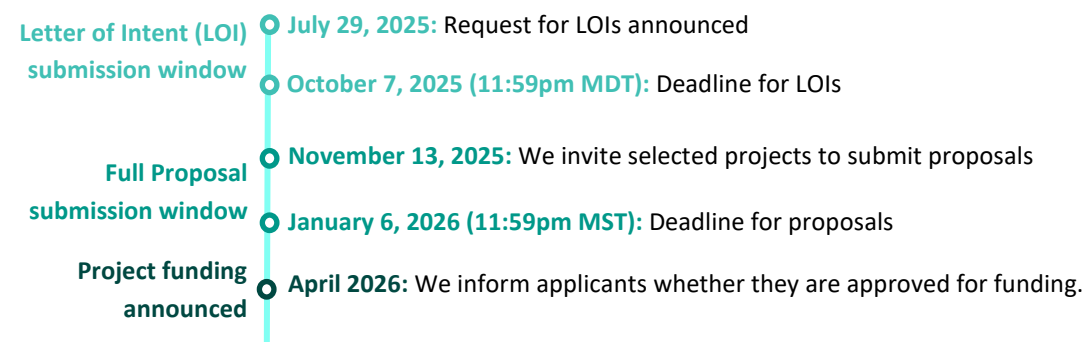 Letter of Intent (LOI)
submission window
July 29, 2025: Request for LOIs announced
October 7, 2025 (11:59pm MDT): Deadline for LOIs
Full Proposal
submission window
November 13, 2025: We invite selected projects to submit proposals
January 6, 2026 (11:59pm MST): Deadline for proposals
Project funding
announced
April 2026: We inform applicants whether they are approved for funding.